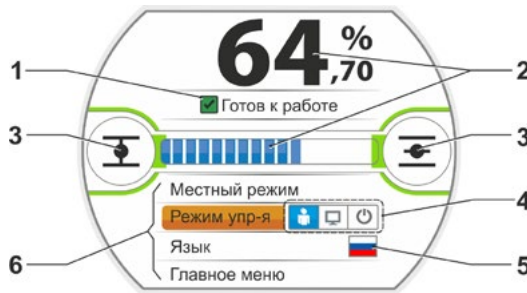 64,70 %
1
2
Готов к работе
3
3
Местный режим
4
Режим упр-я
Язык
5
6
Главное меню